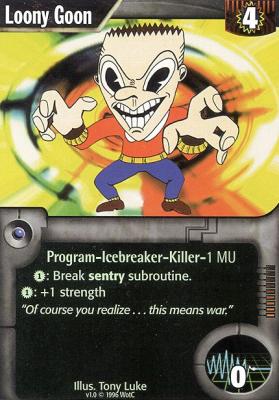 Loony Goon
4
Program-Icebreaker-Killer-1 MU
1: Break sentry subroutine.
1: +1 strength
"Of course you realize . . . this means war."
0
Illus. Tony Luke
v1.0 © 1996 WotC